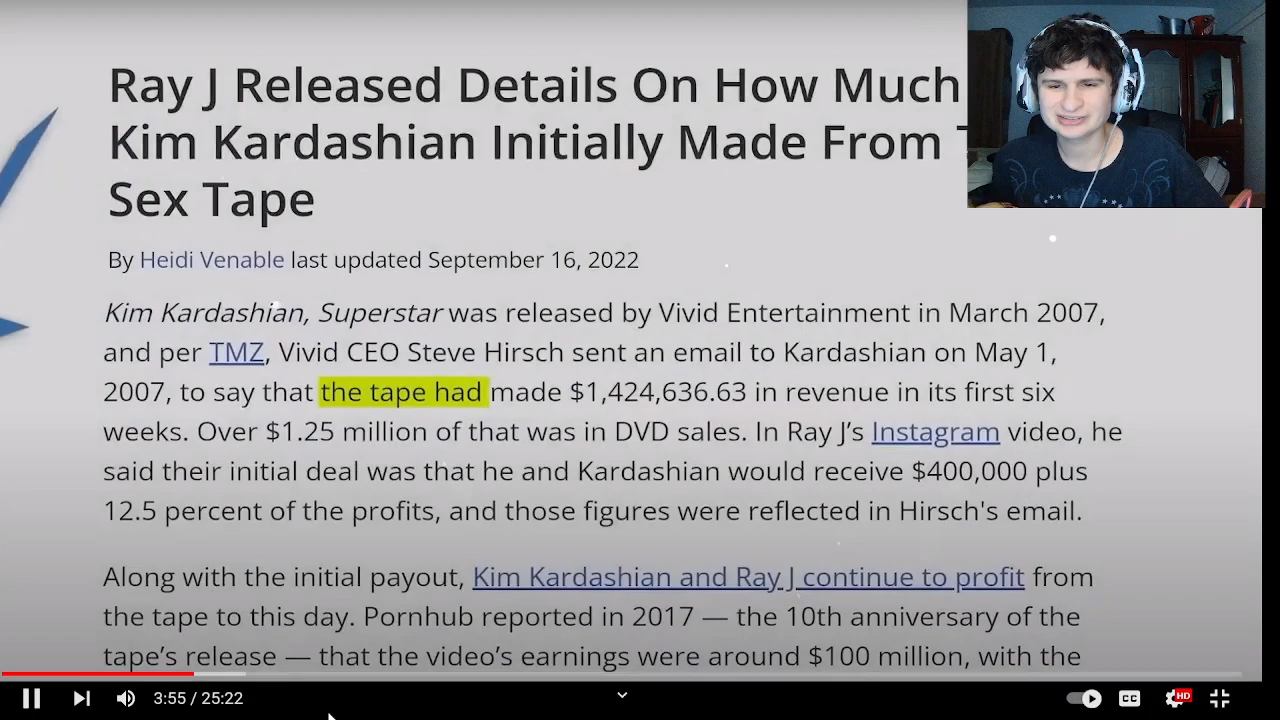 Ray J Released Details On How Much
Kim Kardashian Initially Made From
Sex Tape
By Heidi Venable last updated September 16, 2022
Kim Kardashian, Superstar was released by Vivid Entertainment in March 2007,
and per TMZ, Vivid CEO Steve Hirsch sent an email to Kardashian on May 1,
2007, to say that the tape had made $1,424,636.63 in revenue in its first six
weeks. Over $1.25 million of that was in DVD sales. In Ray J’s Instagram video, he
said their initial deal was that he and Kardashian would receive $400,000 plus
12.5 percent of the profits, and those figures were reflected in Hirsch's email.
Along with the initial payout, Kim Kardashian and Ray J continue to profit from
the tape to this day. Pornhub reported in 2017 — the 10th anniversary of the
tape’s release — that the video’s earnings were around $100 million, with the
3:55 / 25:22
CC
HD